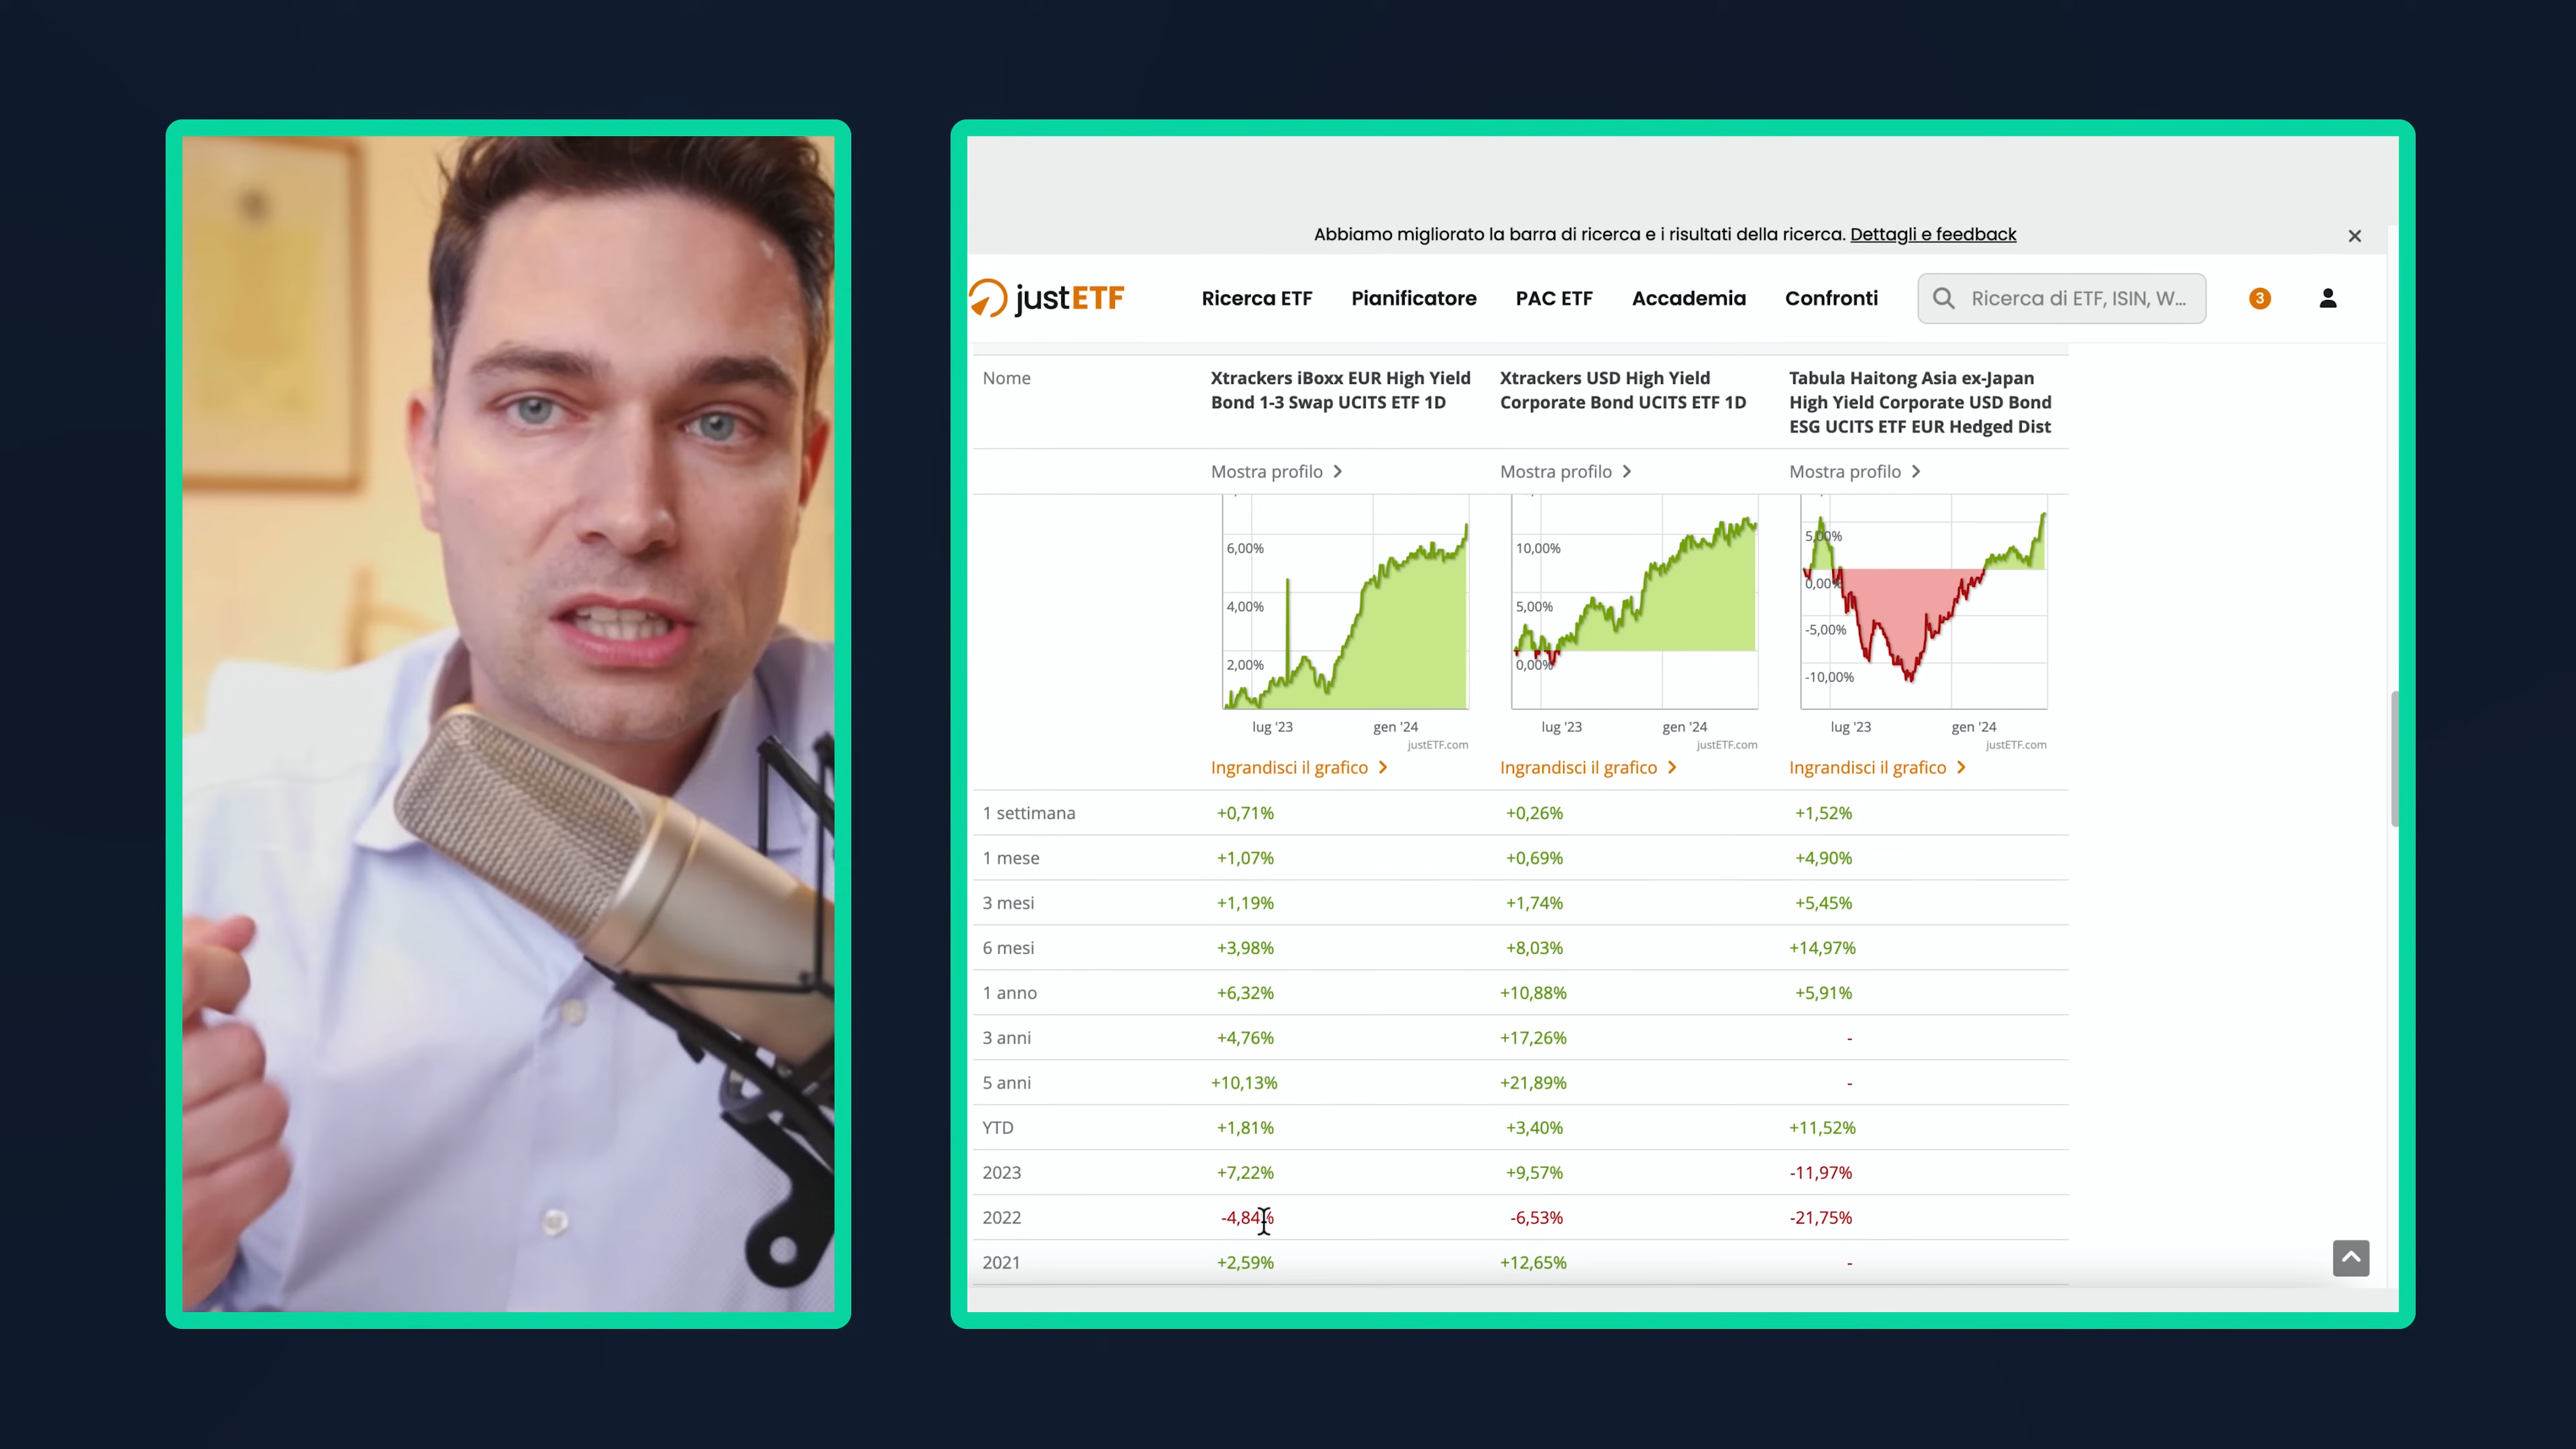 Abbiamo migliorato la barra di ricerca e i risultati della ricerca. Dettagli e feedback
justETF
Ricerca ETF Pianificatore PAC ETF Accademia Confronti Ricerca di ETF, ISIN, W... 3
Nome
Xtrackers iBoxx EUR High Yield
Bond 1-3 Swap UCITS ETF 1D
Xtrackers USD High Yield
Corporate Bond UCITS ETF 1D
Tabula Haitong Asia ex-Japan
High Yield Corporate USD Bond
ESG UCITS ETF EUR Hedged Dist
Mostra profilo Mostra profilo Mostra profilo
6,00%
4,00%
2,00%
lug '23 gen '24
justETF.com
10,00%
5,00%
0,00%
lug '23 gen '24
justETF.com
5,00%
0,00%
-5,00%
-10,00%
lug '23 gen '24
justETF.com
Ingrandisci il grafico Ingrandisci il grafico Ingrandisci il grafico
1 settimana +0,71% +0,26% +1,52%
1 mese +1,07% +0,69% +4,90%
3 mesi +1,19% +1,74% +5,45%
6 mesi +3,98% +8,03% +14,97%
1 anno +6,32% +10,88% +5,91%
3 anni +4,76% +17,26% -
5 anni +10,13% +21,89% -
YTD +1,81% +3,40% +11,52%
2023 +7,22% +9,57% -11,97%
2022 -4,84% -6,53% -21,75%
2021 +2,59% +12,65% -